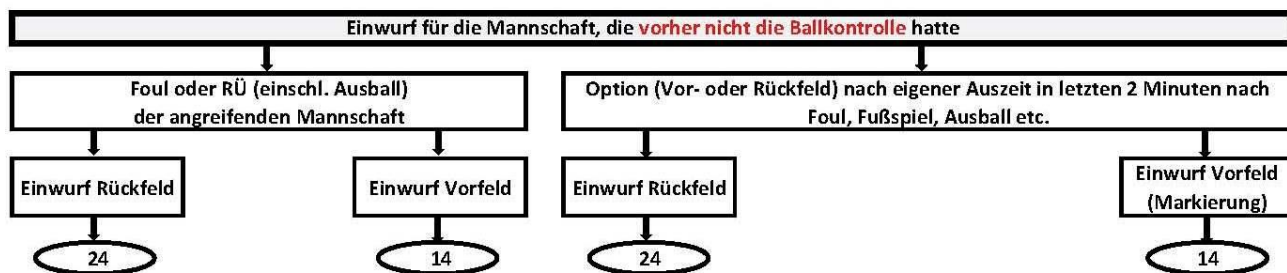 Einwurf für die Mannschaft, die vorher nicht die Ballkontrolle hatte
Foul oder RÜ (einschl. Ausball)
der angreifenden Mannschaft
Option (Vor- oder Rückfeld) nach eigener Auszeit in letzten 2 Minuten nach
Foul, Fußspiel, Ausball etc.
Einwurf Rückfeld
Einwurf Vorfeld
Einwurf Rückfeld
Einwurf Vorfeld
(Markierung)
24
14
24
14